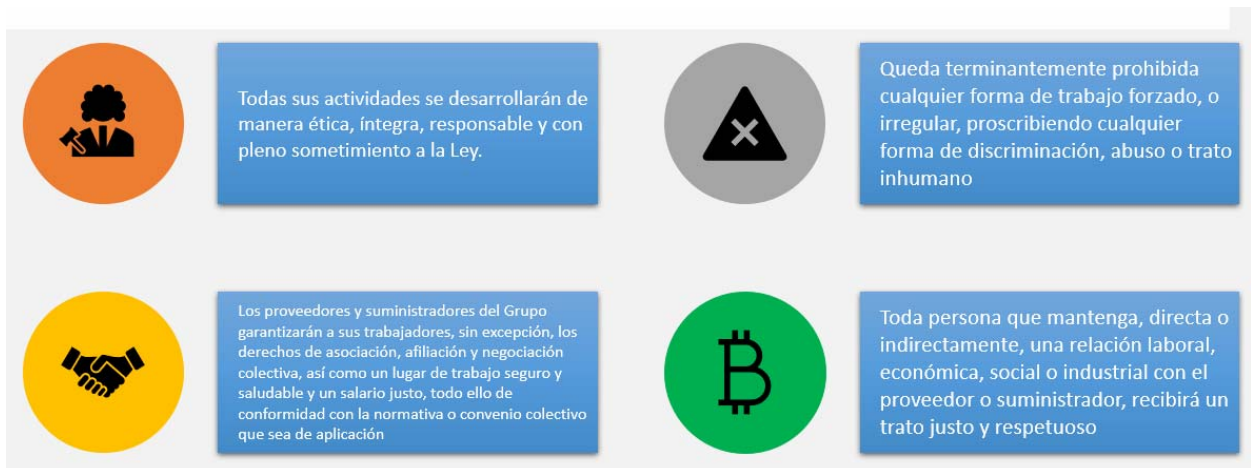 Todas sus actividades se desarrollarán de
manera ética, íntegra, responsable y con
pleno sometimiento a la Ley.
Queda terminantemente prohibida
cualquier forma de trabajo forzado, o
irregular, proscribiendo cualquier
forma de discriminación, abuso o trato
inhumano
Los proveedores y suministradores del Grupo
garantizarán a sus trabajadores, sin excepción, los
derechos de asociación, afiliación y negociación
colectiva, así como un lugar de trabajo seguro y
saludable y un salario justo, todo ello de
conformidad con la normativa o convenio colectivo
que sea de aplicación
Toda persona que mantenga, directa o
indirectamente, una relación laboral,
económica, social o industrial con el
proveedor o suministrador, recibirá un
trato justo y respetuoso